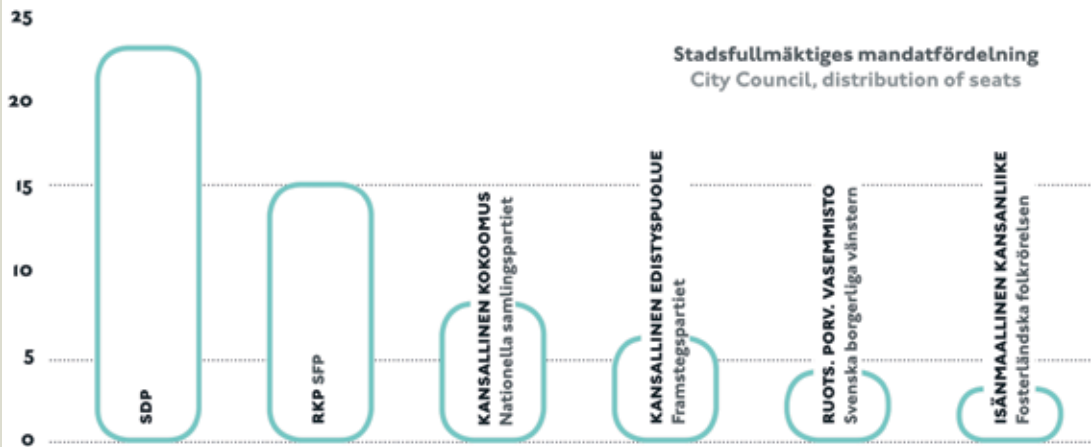 25
20
15
10
5
0
Stadsfullmäktiges mandatfördelning
City Council, distribution of seats
SDP
RKP SFP
KANSALLINEN KOKOOMUS
Nationella samlingspartiet
KANSALLINEN EDISTYSPUOLUE
Framstegspartiet
RUOTS. PORV. VASEMMISTO
Svenska borgerliga vänstern
ISÄNMAALLINEN KANSANLIIKE
Fosterländska folkrörelsen